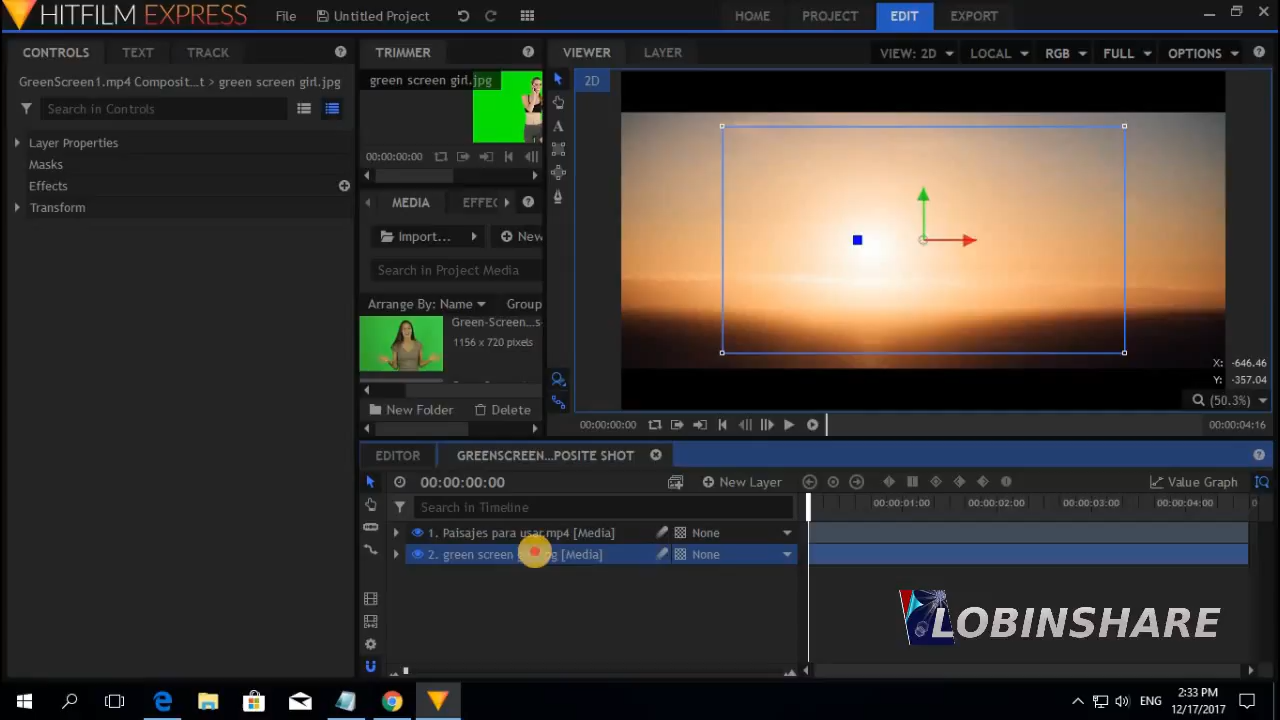 HITFILM EXPRESS
File
Untitled Project
HOME
PROJECT
EDIT
EXPORT
CONTROLS
TEXT
TRACK
GreenScreen1.mp4 Composit...t > green screen girl.jpg
Search in Controls
Layer Properties
Masks
Effects
Transform
TRIMMER
green screen girl.jpg
00:00:00:00
MEDIA
EFFEC
Import...
New
Search in Project Media
Arrange By: Name
Group
Green-Screen...s-
1156 x 720 pixels
New Folder
Delete
VIEWER
LAYER
VIEW: 2D
LOCAL
RGB
FULL
OPTIONS
2D
X: -646.46
Y: -357.04
(50.3%)
00:00:00:00
00:00:04:16
EDITOR
GREENSCREEN...POSITE SHOT
00:00:00:00
New Layer
Value Graph
Search in Timeline
00:00:01:00
00:00:02:00
00:00:03:00
00:00:04:00
1. Paisajes para usar.mp4 [Media]
None
2. green screen [Media]
None
LOBINSHARE
ENG
2:33 PM
12/17/2017